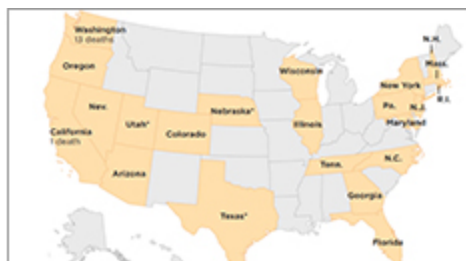 Washington
13 deaths
N.H.
Mass.
Oregon
Wisconsin
New York
R.I.
Nev.
Nebraska*
Pa.
N.J.
California
1 death
Utah*
Colorado
Illinois
Maryland
Arizona
Tenn.
N.C.
Texas*
Georgia
Florida